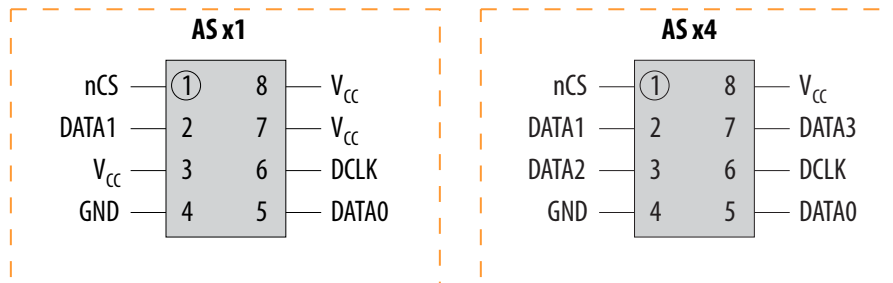 AS x1 AS x4
nCS 1 8 VCC nCS 1 8 VCC
DATA1 2 7 VCC DATA1 2 7 DATA3
VCC 3 6 DCLK DATA2 3 6 DCLK
GND 4 5 DATA0 GND 4 5 DATA0